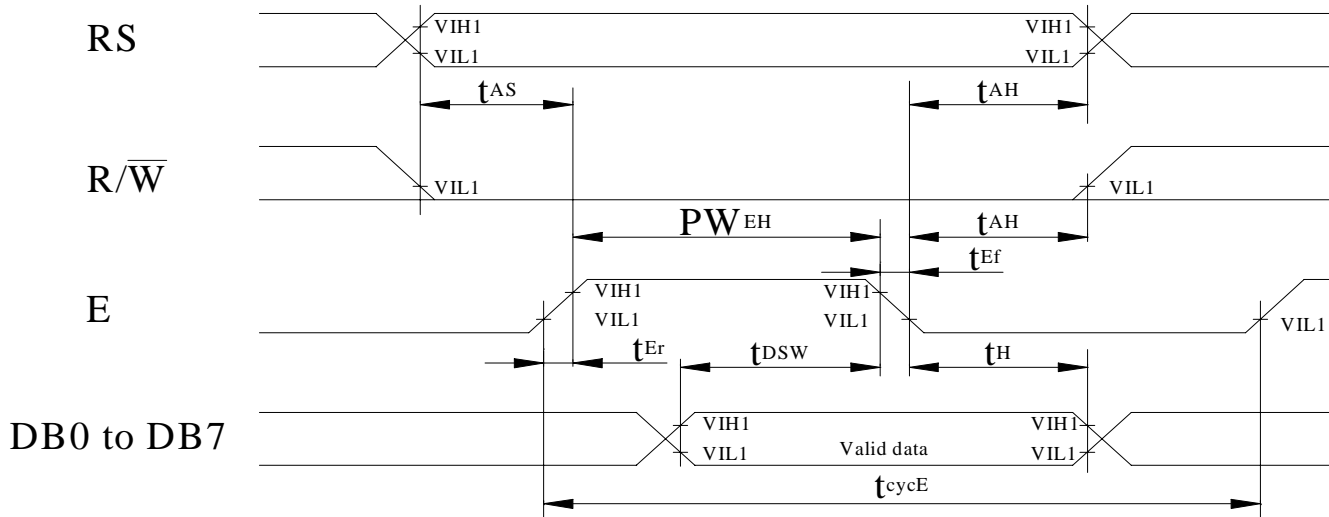 RS
VIH1
VIL1
VIH1
VIL1
tAS
tAH
R/W̅
VIL1
VIL1
PWEH
tAH
tEf
E
VIH1
VIL1
VIH1
VIL1
VIL1
tEr
tDSW
tH
DB0 to DB7
VIH1
VIL1
Valid data
VIH1
VIL1
tcycE